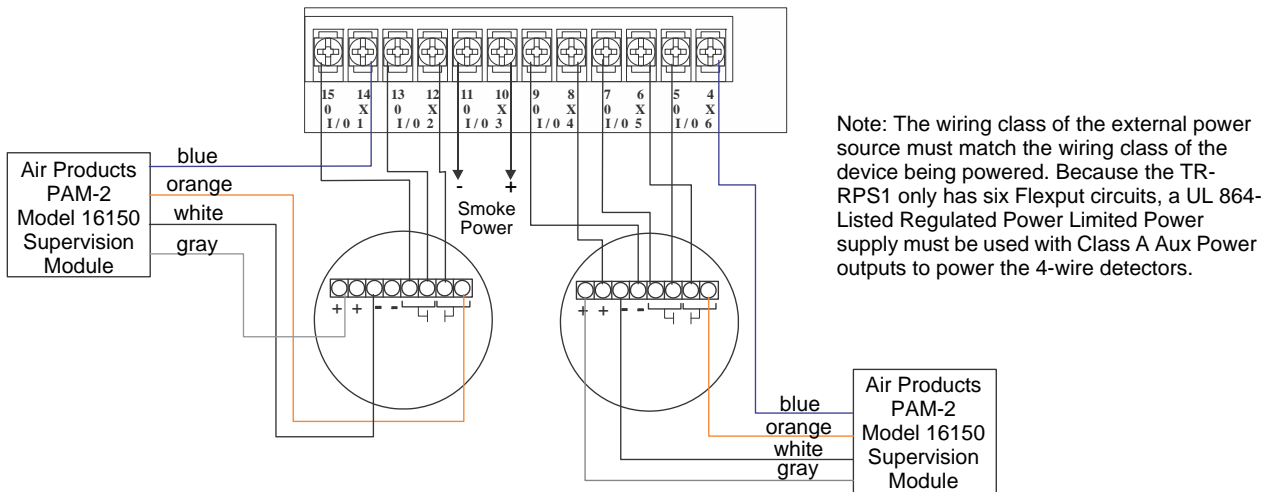 15 14 13 12 11 10 9 8 7 6 5 4
0 X 0 X 0 X 0 X 0 X 0 X
I / 0 1 I / 0 2 I / 0 3 I / 0 4 I / 0 5 I / 0 6
Note: The wiring class of the external power
source must match the wiring class of the
device being powered. Because the TR-
RPS1 only has six Flexput circuits, a UL 864-
Listed Regulated Power Limited Power
supply must be used with Class A Aux Power
outputs to power the 4-wire detectors.
Air Products
PAM-2
Model 16150
Supervision
Module
blue
orange
white
gray
- +
Smoke
Power
+ + - -
+ + - -
blue
orange
white
gray
Air Products
PAM-2
Model 16150
Supervision
Module